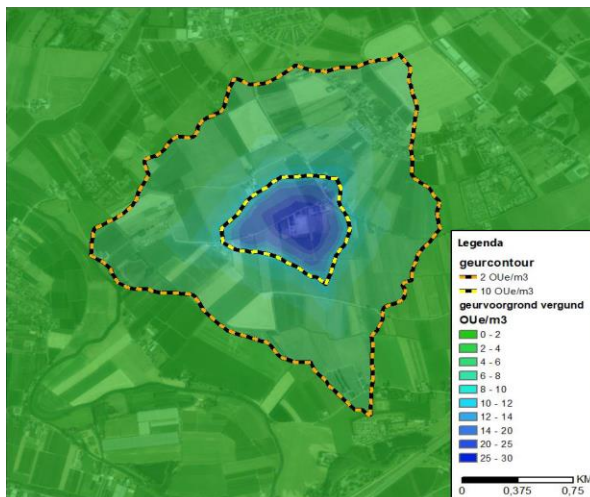 Legenda
geurcontour
2 OUe/m3
10 OUe/m3
geurvoorgrond vergund
OUe/m3
0 - 2
2 - 4
4 - 6
6 - 8
8 - 10
10 - 12
12 - 14
14 - 20
20 - 25
25 - 30
KM
0 0,375 0,75